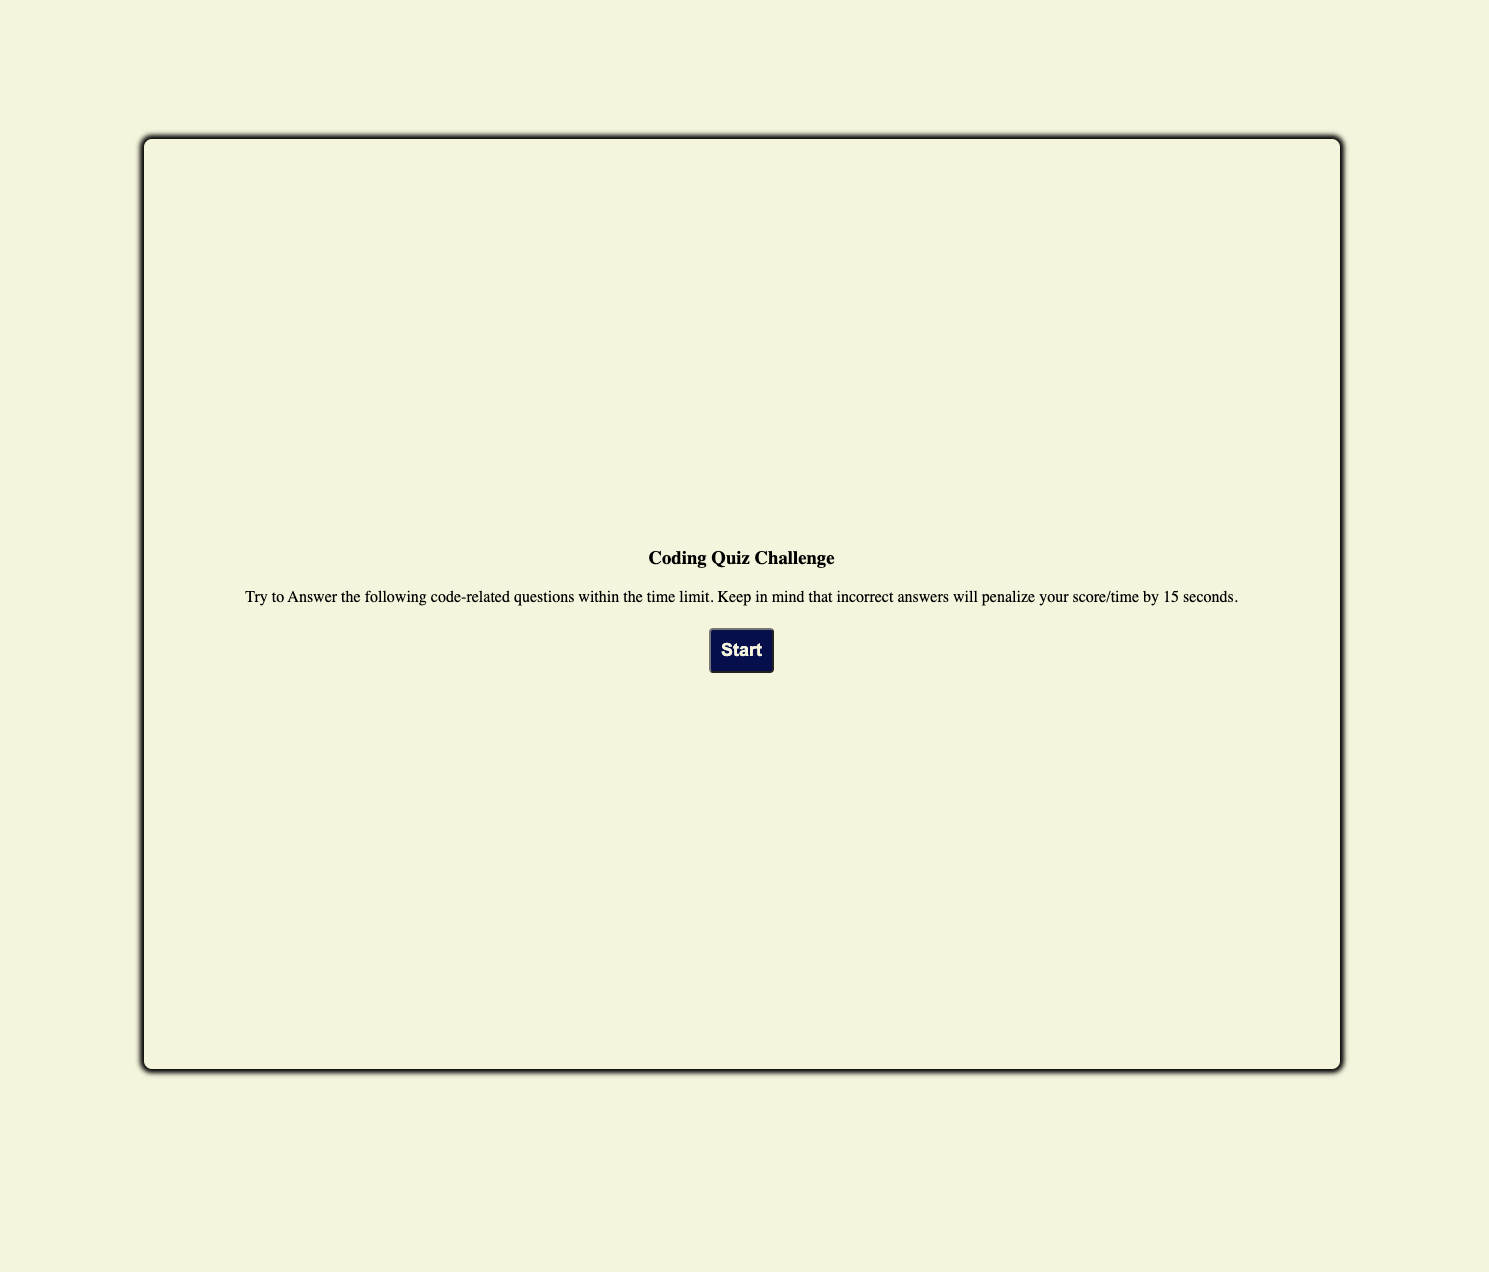 Coding Quiz Challenge
Try to Answer the following code-related questions within the time limit. Keep in mind that incorrect answers will penalize your score/time by 15 seconds.
Start